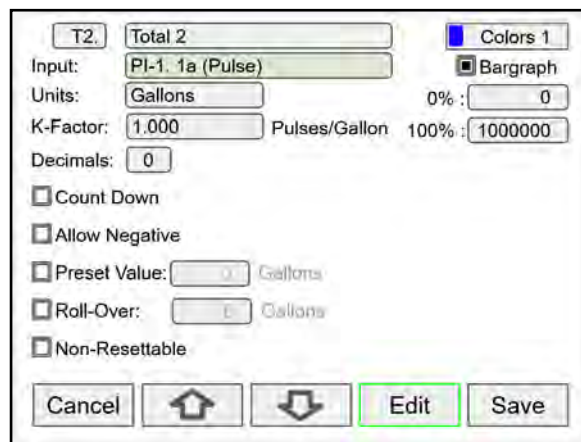 T2. Total 2 Colors 1
Input: PI-1. 1a (Pulse) Bargraph
Units: Gallons 0% : 0
K-Factor: 1.000 Pulses/Gallon 100% : 1000000
Decimals: 0
Count Down
Allow Negative
Preset Value: Gallons
Roll-Over: Gallons
Non-Resettable
Cancel Edit Save